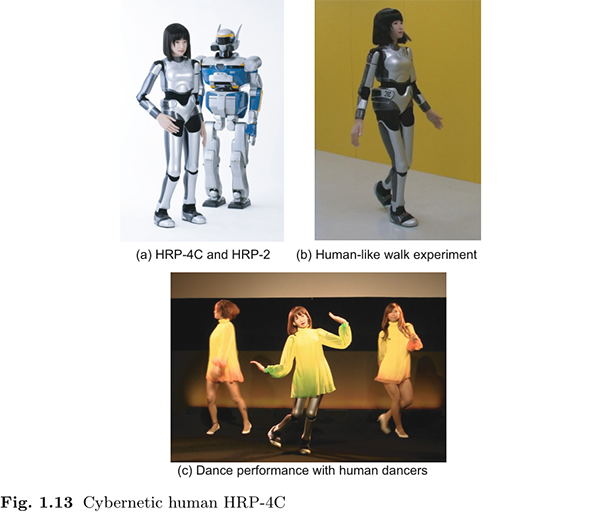 (a) HRP-4C and HRP-2
(b) Human-like walk experiment
(c) Dance performance with human dancers
Fig. 1.13 Cybernetic human HRP-4C